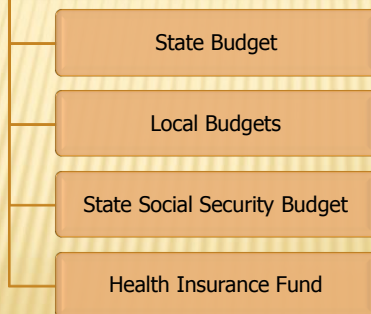 State Budget
Local Budgets
State Social Security Budget
Health Insurance Fund